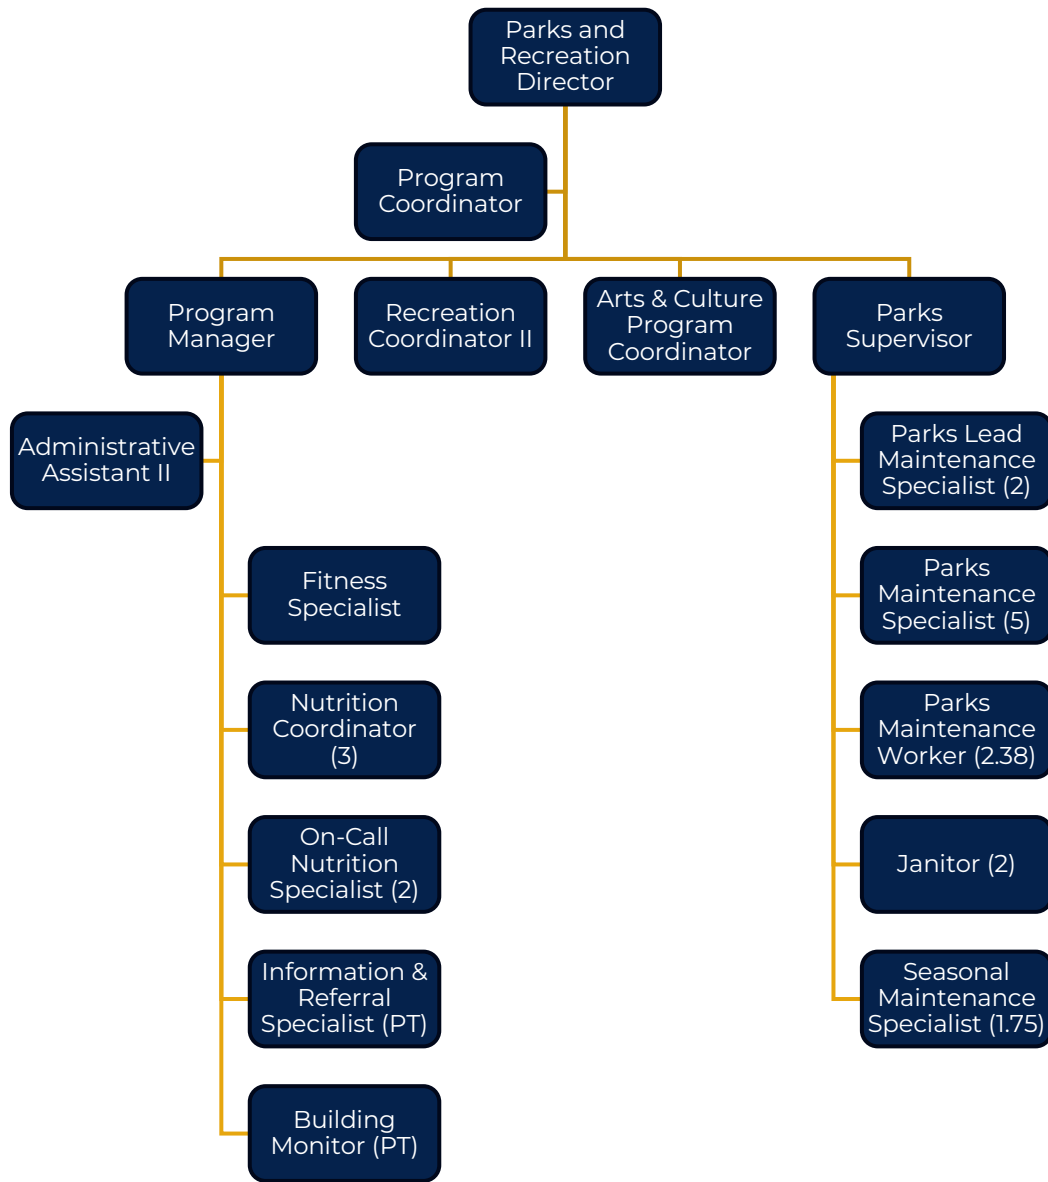 Parks and
Recreation
Director
Program
Coordinator
Program
Manager
Recreation
Coordinator II
Arts & Culture
Program
Coordinator
Parks
Supervisor
Administrative
Assistant II
Fitness
Specialist
Nutrition
Coordinator
(3)
On-Call
Nutrition
Specialist (2)
Information &
Referral
Specialist (PT)
Building
Monitor (PT)
Parks Lead
Maintenance
Specialist (2)
Parks
Maintenance
Specialist (5)
Parks
Maintenance
Worker (2.38)
Janitor (2)
Seasonal
Maintenance
Specialist (1.75)